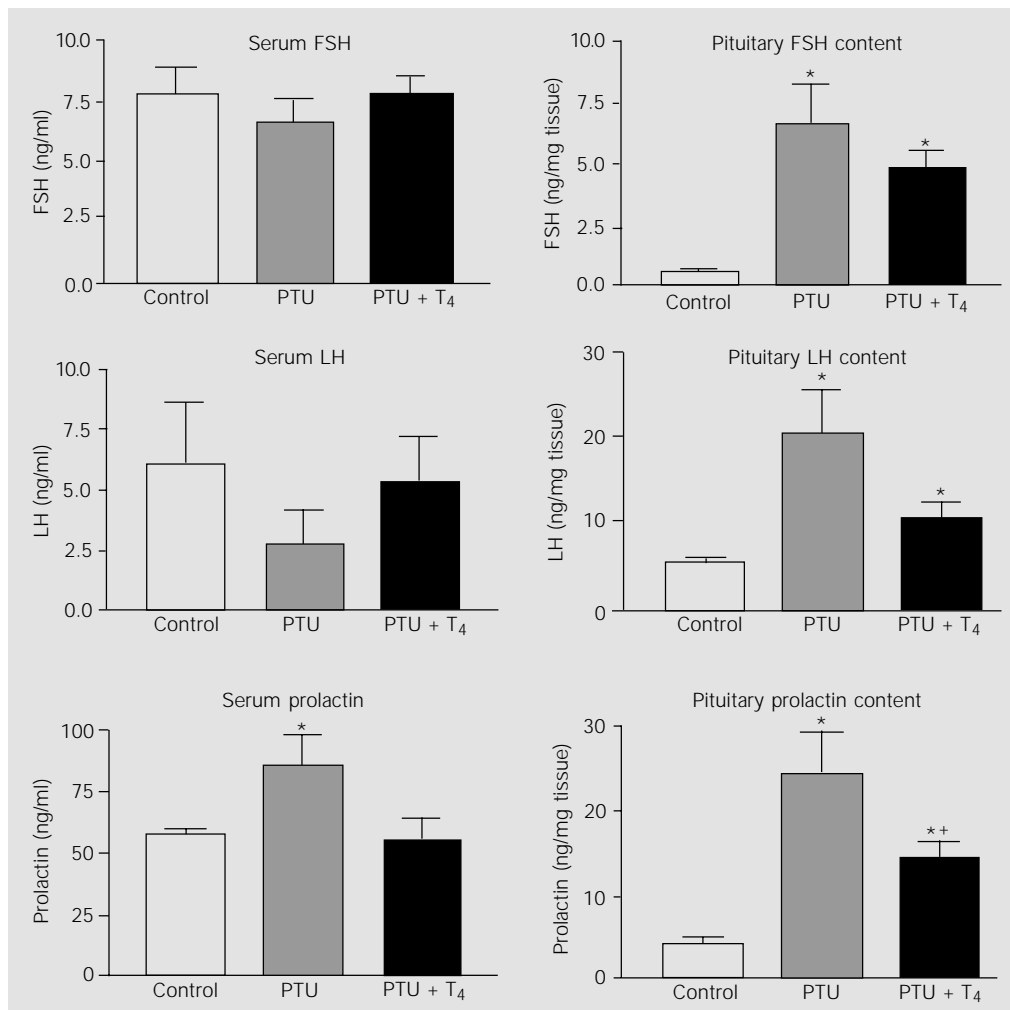 Serum FSH
FSH (ng/ml)
10.0
7.5
5.0
2.5
0.0
Control PTU PTU + T4
Pituitary FSH content
FSH (ng/mg tissue)
10.0
7.5
5.0
2.5
0.0
* *
Control PTU PTU + T4
Serum LH
LH (ng/ml)
10.0
7.5
5.0
2.5
0.0
Control PTU PTU + T4
Pituitary LH content
LH (ng/mg tissue)
30
20
10
0
* *
Control PTU PTU + T4
Serum prolactin
Prolactin (ng/ml)
100
75
50
25
0
*
Control PTU PTU + T4
Pituitary prolactin content
Prolactin (ng/mg tissue)
30
20
10
0
* *+
Control PTU PTU + T4